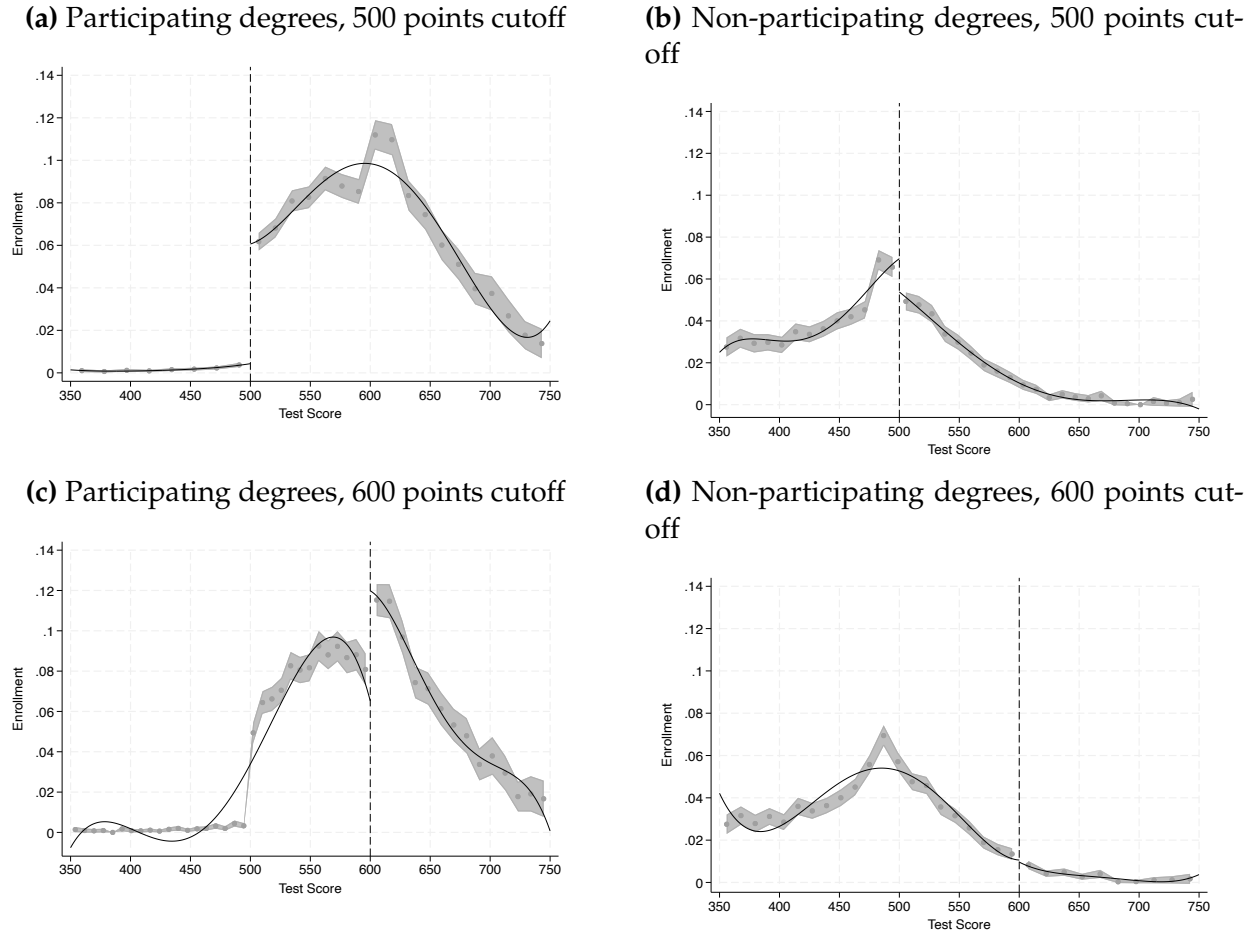 (a) Participating degrees, 500 points cutoff
.14
.12
.1
.08
.06
.04
.02
0
Enrollment
350 400 450 500 550 600 650 700 750
Test Score
(b) Non-participating degrees, 500 points cut-
off
.14
.12
.1
.08
.06
.04
.02
0
Enrollment
350 400 450 500 550 600 650 700 750
Test Score
(c) Participating degrees, 600 points cutoff
.14
.12
.1
.08
.06
.04
.02
0
Enrollment
350 400 450 500 550 600 650 700 750
Test Score
(d) Non-participating degrees, 600 points cut-
off
.14
.12
.1
.08
.06
.04
.02
0
Enrollment
350 400 450 500 550 600 650 700 750
Test Score